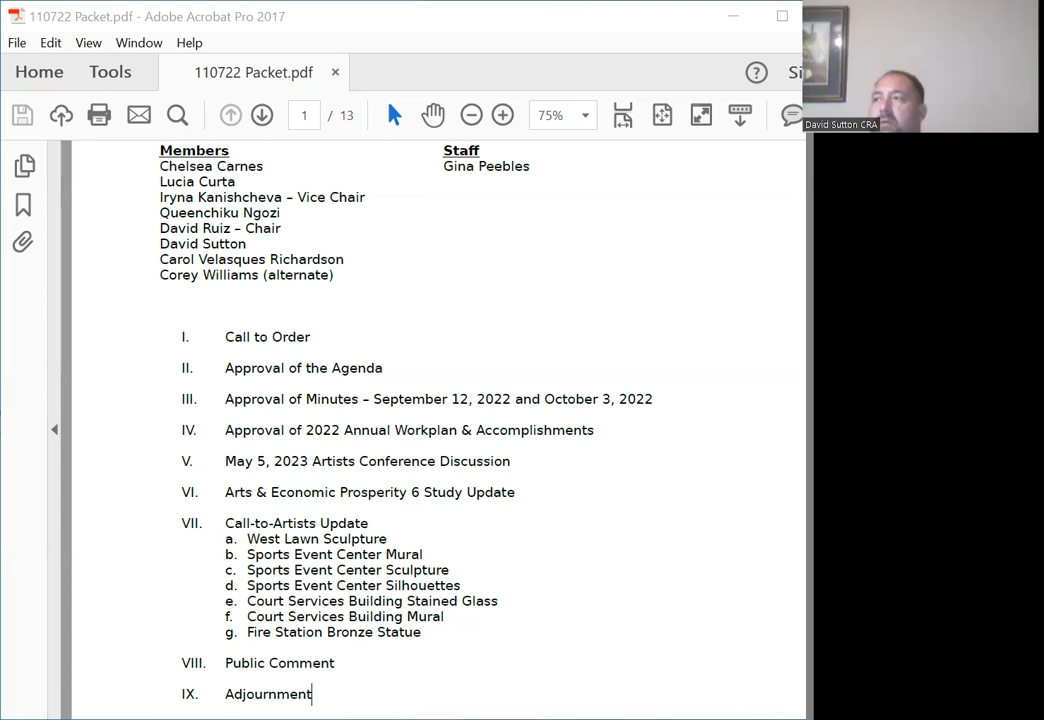 110722 Packet.pdf - Adobe Acrobat Pro 2017
File Edit View Window Help
Home Tools 110722 Packet.pdf × ? Si
1 / 13 75%
David Sutton CRA
Members Staff
Chelsea Carnes Gina Peebles
Lucia Curta
Iryna Kanishcheva – Vice Chair
Queenchiku Ngozi
David Ruiz – Chair
David Sutton
Carol Velasques Richardson
Corey Williams (alternate)
I. Call to Order
II. Approval of the Agenda
III. Approval of Minutes – September 12, 2022 and October 3, 2022
IV. Approval of 2022 Annual Workplan & Accomplishments
V. May 5, 2023 Artists Conference Discussion
VI. Arts & Economic Prosperity 6 Study Update
VII. Call-to-Artists Update
a. West Lawn Sculpture
b. Sports Event Center Mural
c. Sports Event Center Sculpture
d. Sports Event Center Silhouettes
e. Court Services Building Stained Glass
f. Court Services Building Mural
g. Fire Station Bronze Statue
VIII. Public Comment
IX. Adjournment